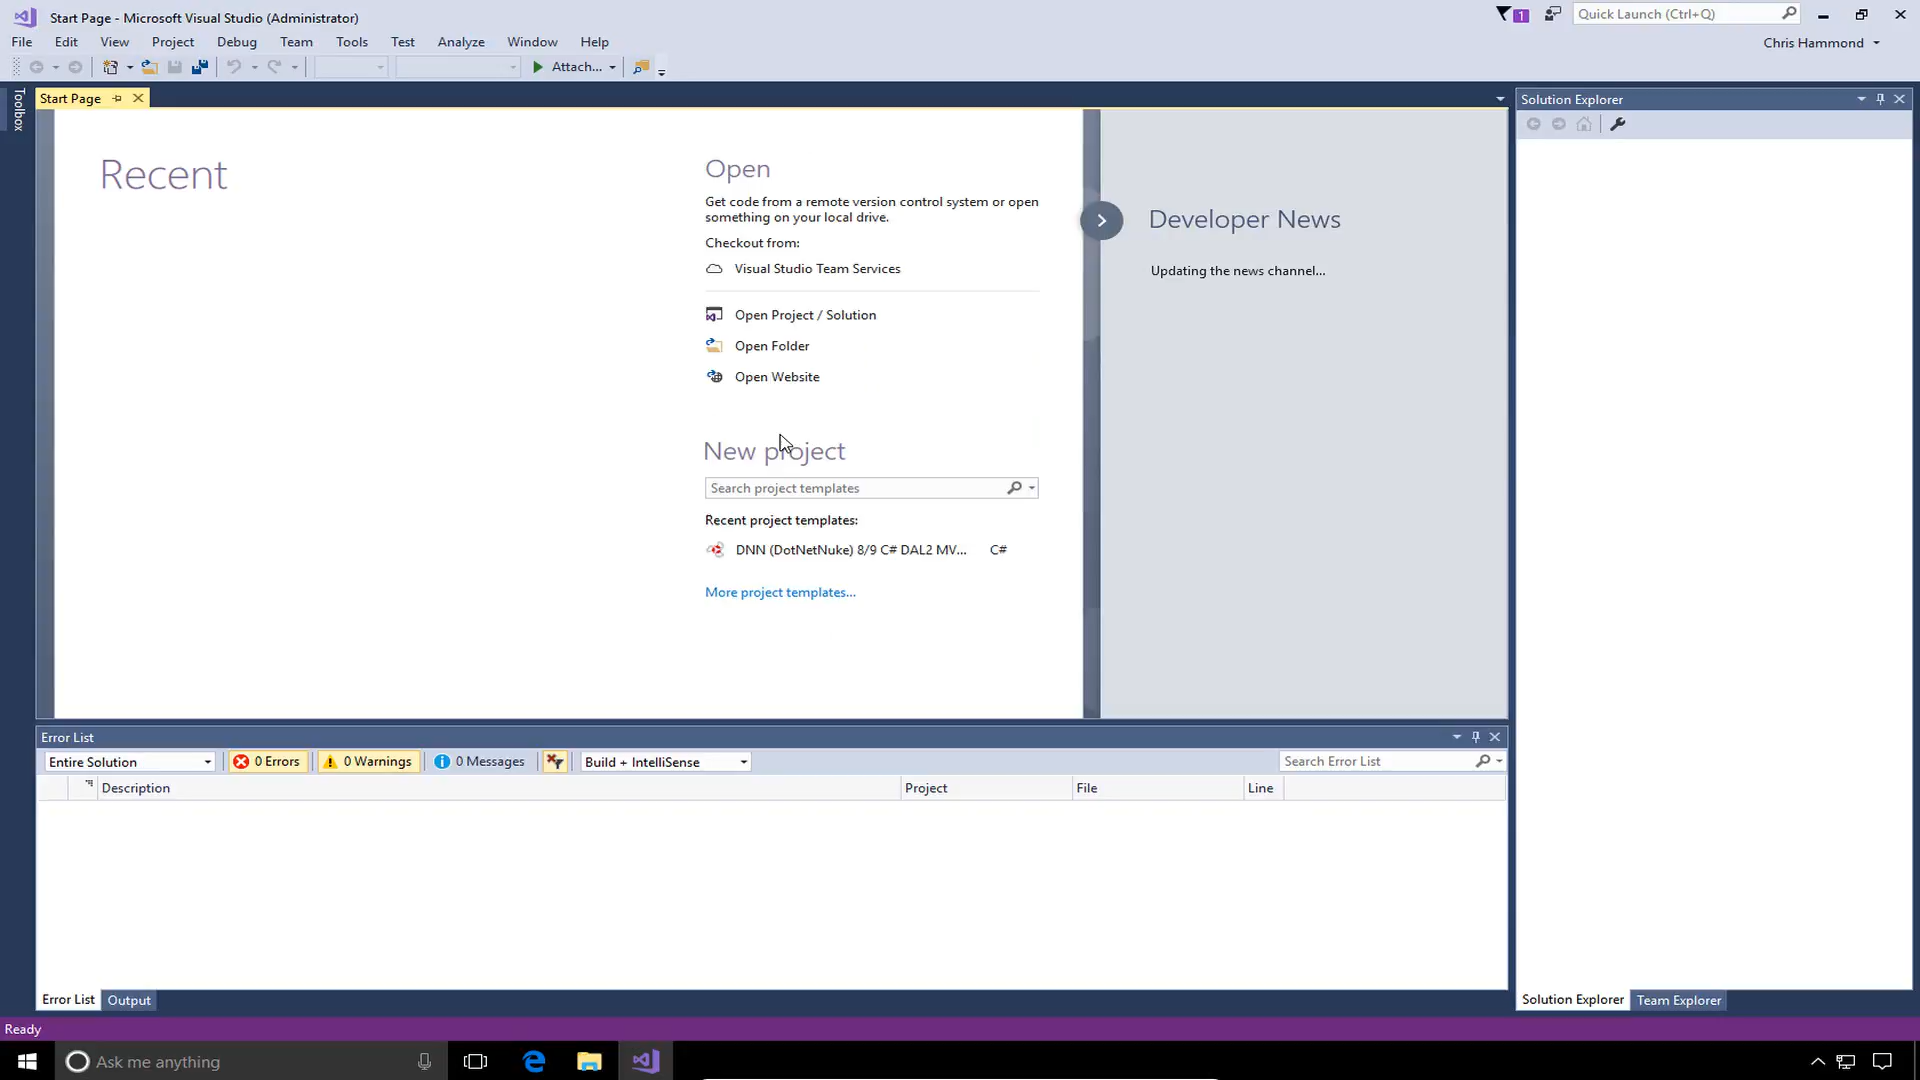 Start Page - Microsoft Visual Studio (Administrator)
1
Quick Launch (Ctrl+Q)
File Edit View Project Debug Team Tools Test Analyze Window Help
Chris Hammond
Attach...
Toolbox
Start Page
Recent
Open
Get code from a remote version control system or open
something on your local drive.
Checkout from:
Visual Studio Team Services
Open Project / Solution
Open Folder
Open Website
New project
Search project templates
Recent project templates:
DNN (DotNetNuke) 8/9 C# DAL2 MV... C#
More project templates...
Developer News
Updating the news channel...
Solution Explorer
Error List
Entire Solution 0 Errors 0 Warnings 0 Messages Build + IntelliSense Search Error List
Description Project File Line
Error List Output
Solution Explorer Team Explorer
Ready
Ask me anything